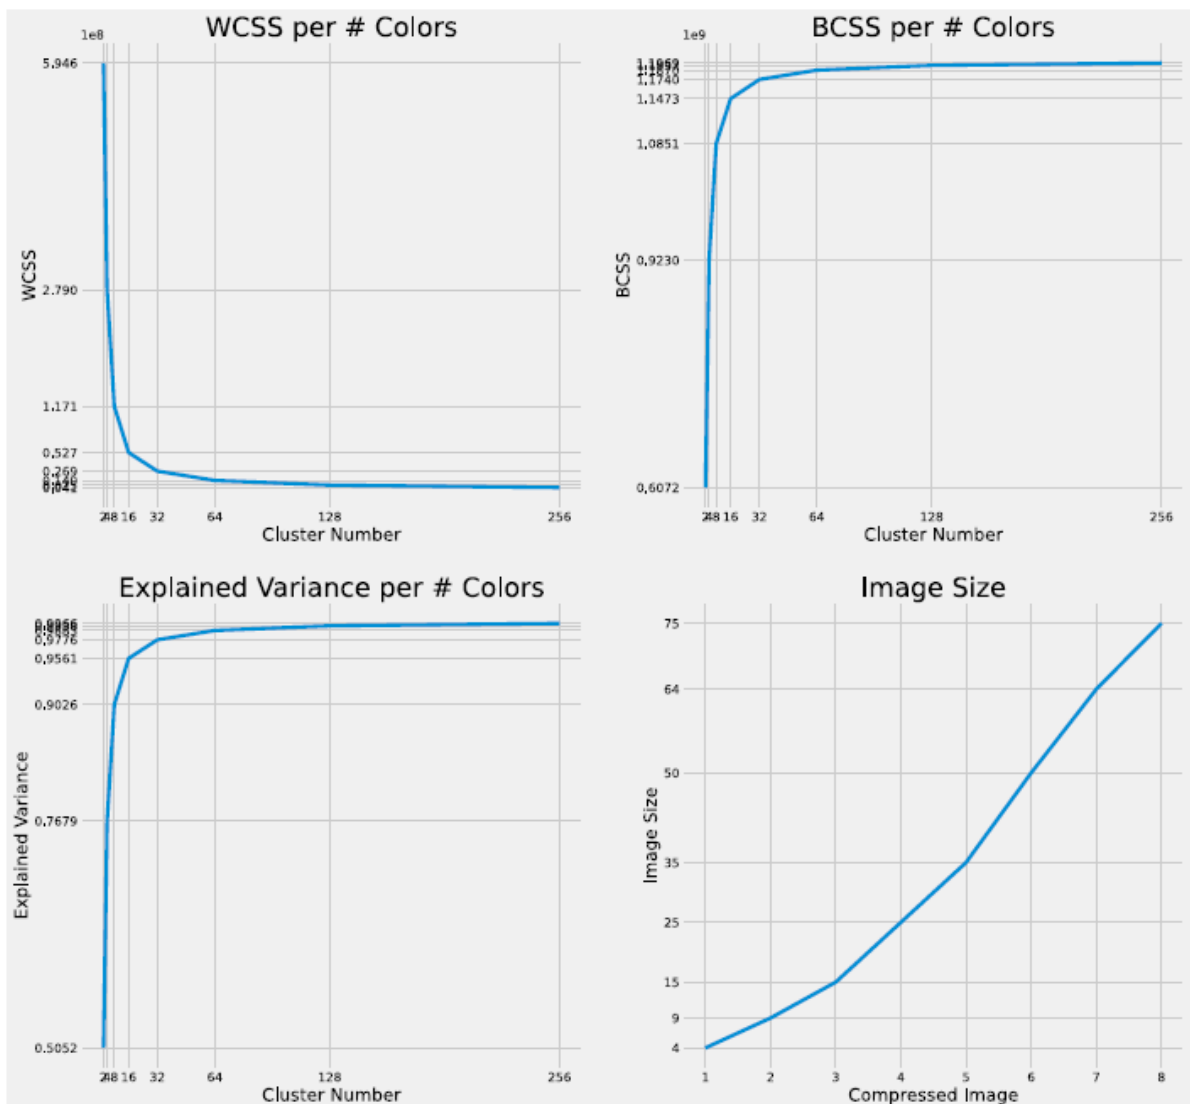 WCSS per # Colors
1e8
5.946
2.790
1.171
0.527
0.269
WCSS
2 4 8 16 32 64 128 256
Cluster Number
BCSS per # Colors
1e9
1.1740
1.1473
1.0851
0.9230
0.6072
BCSS
2 4 8 16 32 64 128 256
Cluster Number
Explained Variance per # Colors
0.9776
0.9561
0.9026
0.7679
0.5052
Explained Variance
2 4 8 16 32 64 128 256
Cluster Number
Image Size
75
64
50
35
25
15
9
4
Image Size
1 2 3 4 5 6 7 8
Compressed Image